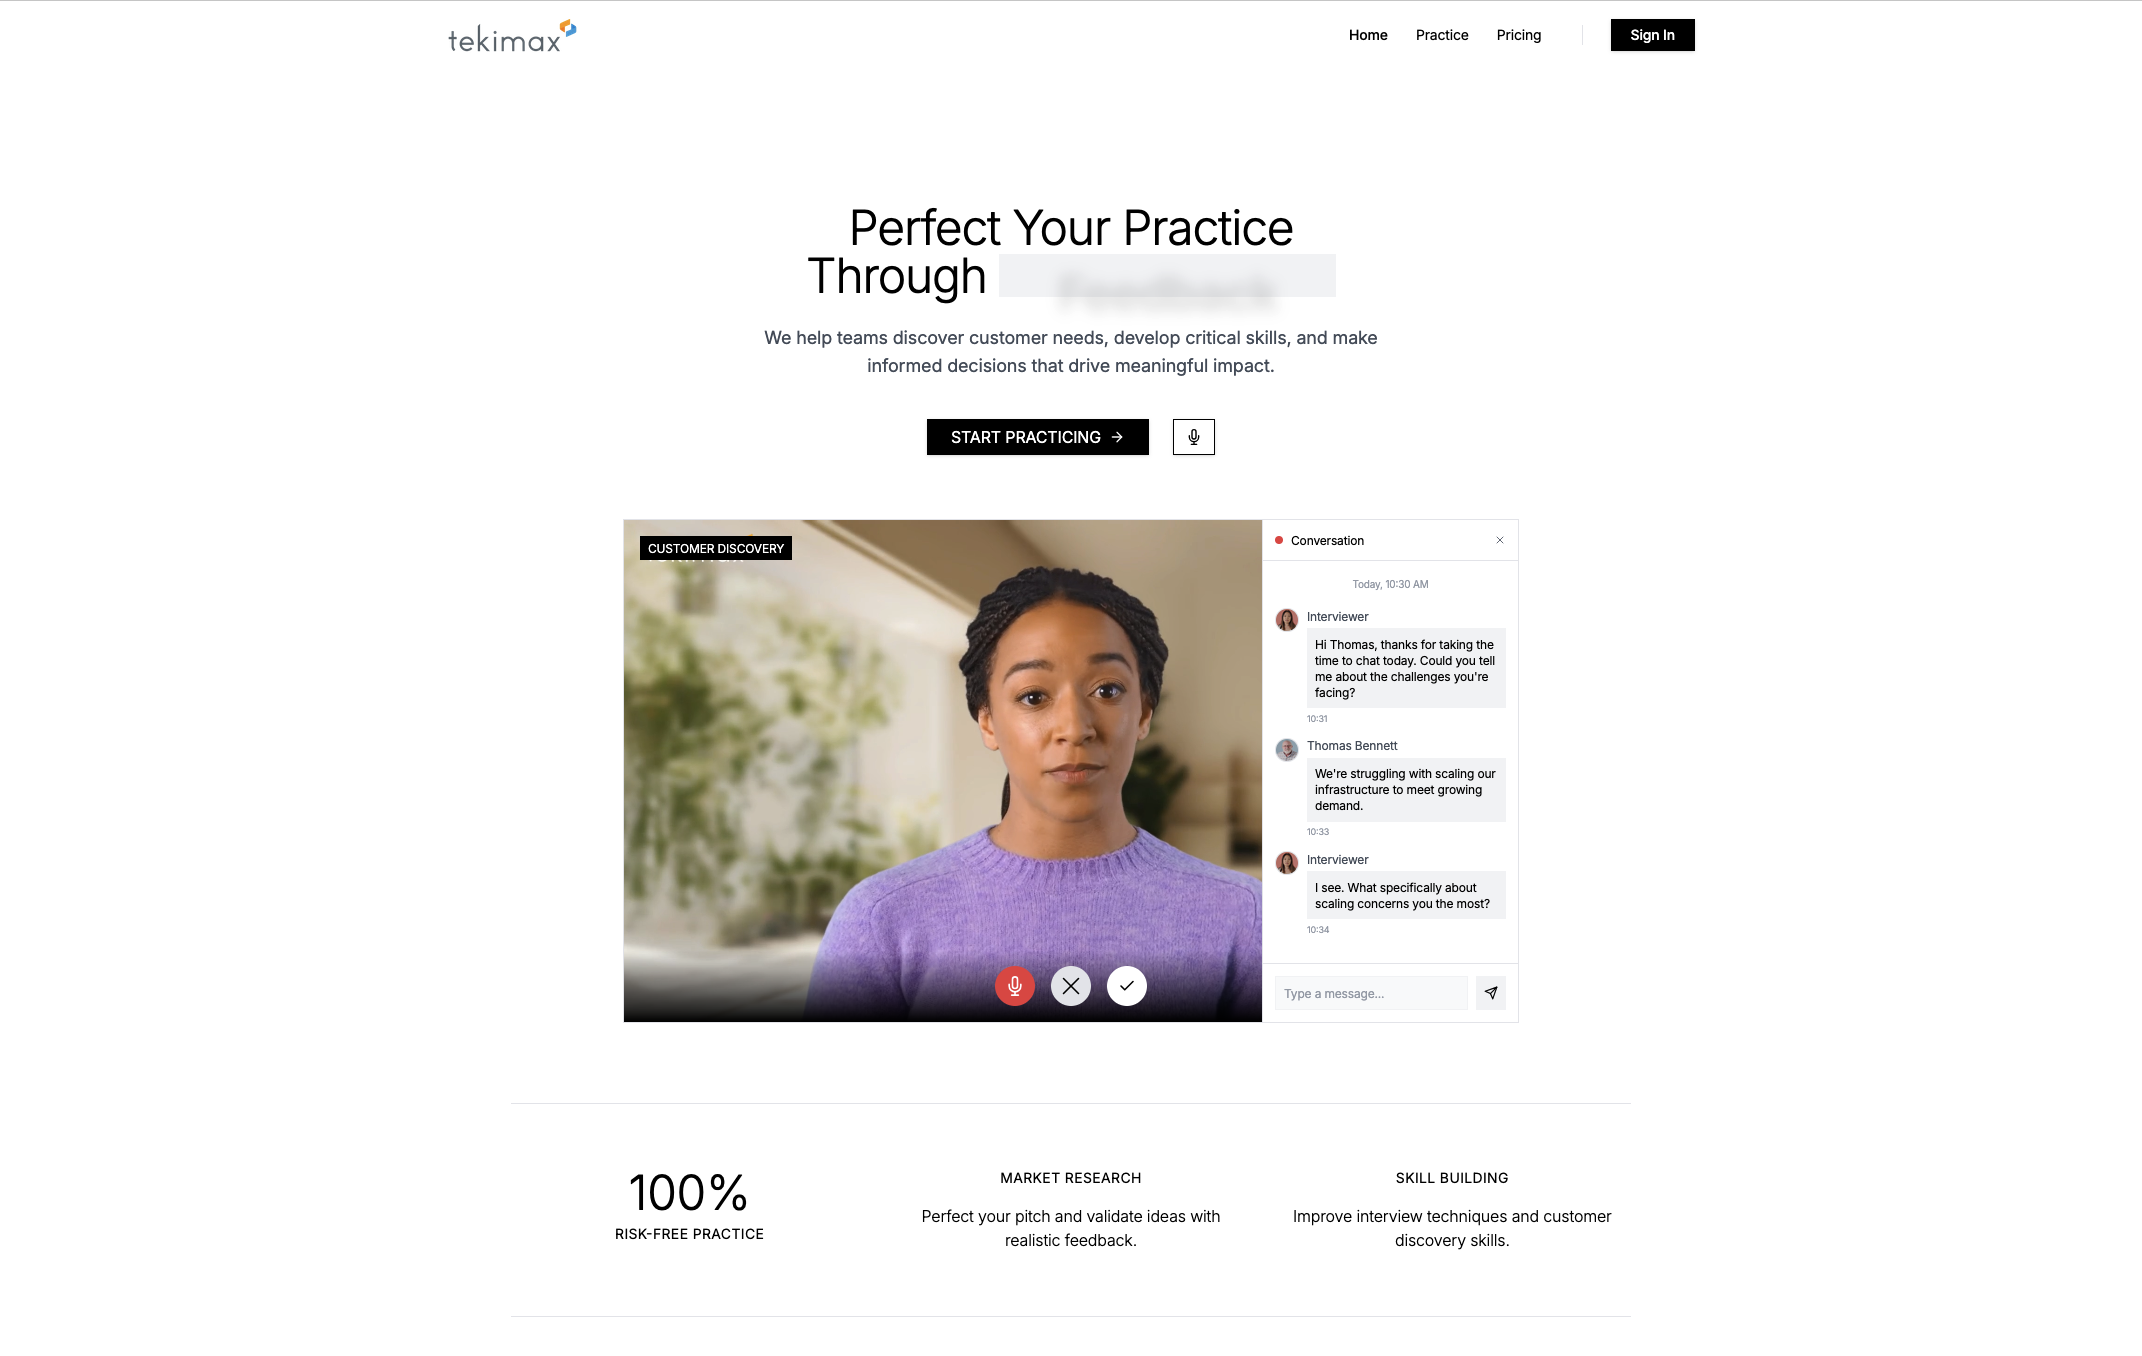 tekimax
Home
Practice
Pricing
Sign In
Perfect Your Practice
Through Feedback
We help teams discover customer needs, develop critical skills, and make
informed decisions that drive meaningful impact.
START PRACTICING →
CUSTOMER DISCOVERY
Conversation
Today, 10:30 AM
Interviewer
Hi Thomas, thanks for taking the
time to chat today. Could you tell
me about the challenges you're
facing?
10:31
Thomas Bennett
We're struggling with scaling our
infrastructure to meet growing
demand.
10:33
Interviewer
I see. What specifically about
scaling concerns you the most?
10:34
Type a message...
100%
RISK-FREE PRACTICE
MARKET RESEARCH
Perfect your pitch and validate ideas with
realistic feedback.
SKILL BUILDING
Improve interview techniques and customer
discovery skills.